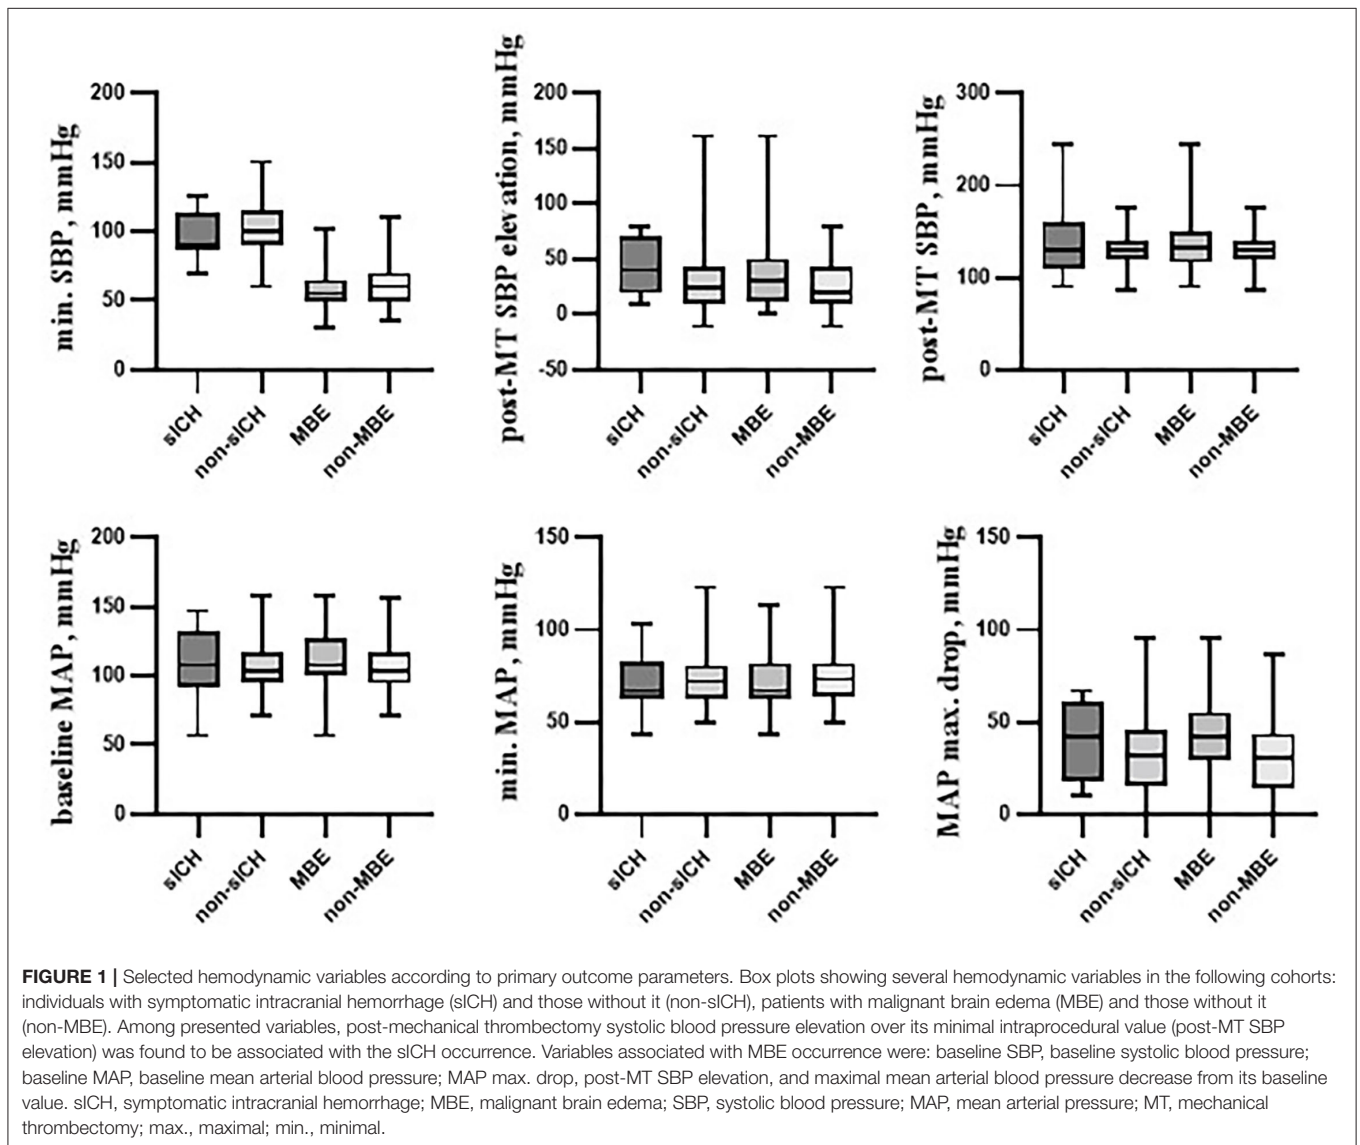 min. SBP, mmHg
200
150
100
50
0
sICH
non-sICH
MBE
non-MBE
post-MT SBP elevation, mmHg
200
150
100
50
0
-50
sICH
non-sICH
MBE
non-MBE
post-MT SBP, mmHg
300
200
100
0
sICH
non-sICH
MBE
non-MBE
baseline MAP, mmHg
200
150
100
50
0
sICH
non-sICH
MBE
non-MBE
min. MAP, mmHg
150
100
50
0
sICH
non-sICH
MBE
non-MBE
MAP max. drop, mmHg
150
100
50
0
sICH
non-sICH
MBE
non-MBE
FIGURE 1 | Selected hemodynamic variables according to primary outcome parameters. Box plots showing several hemodynamic variables in the following cohorts:
individuals with symptomatic intracranial hemorrhage (sICH) and those without it (non-sICH), patients with malignant brain edema (MBE) and those without it
(non-MBE). Among presented variables, post-mechanical thrombectomy systolic blood pressure elevation over its minimal intraprocedural value (post-MT SBP
elevation) was found to be associated with the sICH occurrence. Variables associated with MBE occurrence were: baseline SBP, baseline systolic blood pressure;
baseline MAP, baseline mean arterial blood pressure; MAP max. drop, post-MT SBP elevation, and maximal mean arterial blood pressure decrease from its baseline
value. sICH, symptomatic intracranial hemorrhage; MBE, malignant brain edema; SBP, systolic blood pressure; MAP, mean arterial pressure; MT, mechanical
thrombectomy; max., maximal; min., minimal.